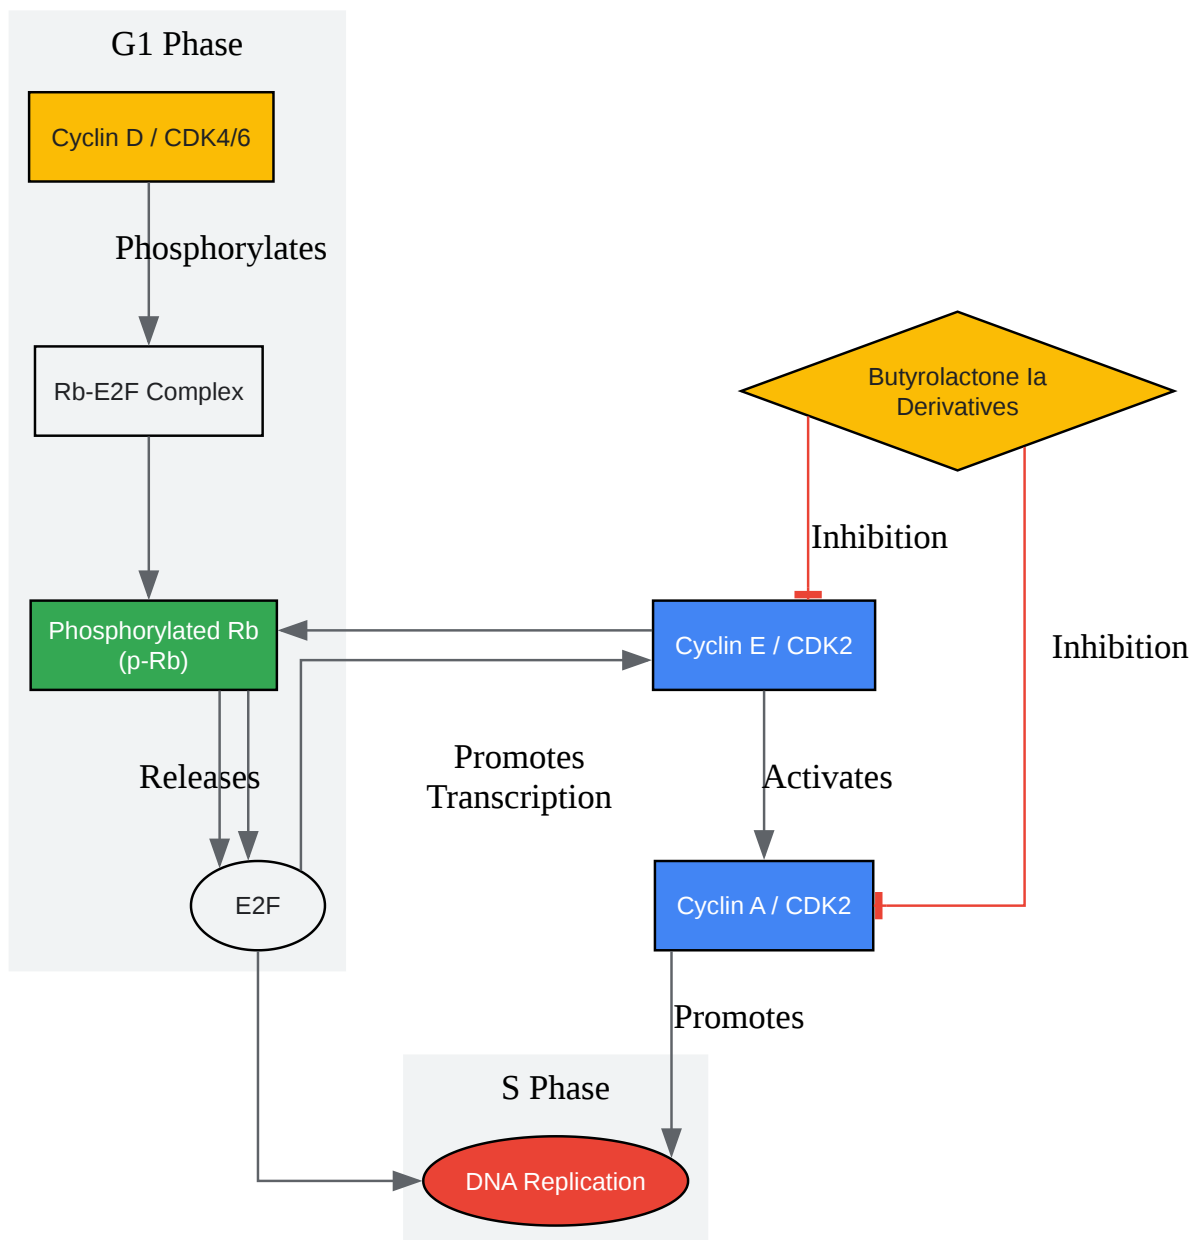 G1 Phase
Cyclin D / CDK4/6
Phosphorylates
Rb-E2F Complex
Butyrolactone Ia
Derivatives
Inhibition
Phosphorylated Rb
(p-Rb)
Cyclin E / CDK2
Inhibition
Releases
Promotes
Transcription
Activates
E2F
Cyclin A / CDK2
Promotes
S Phase
DNA Replication